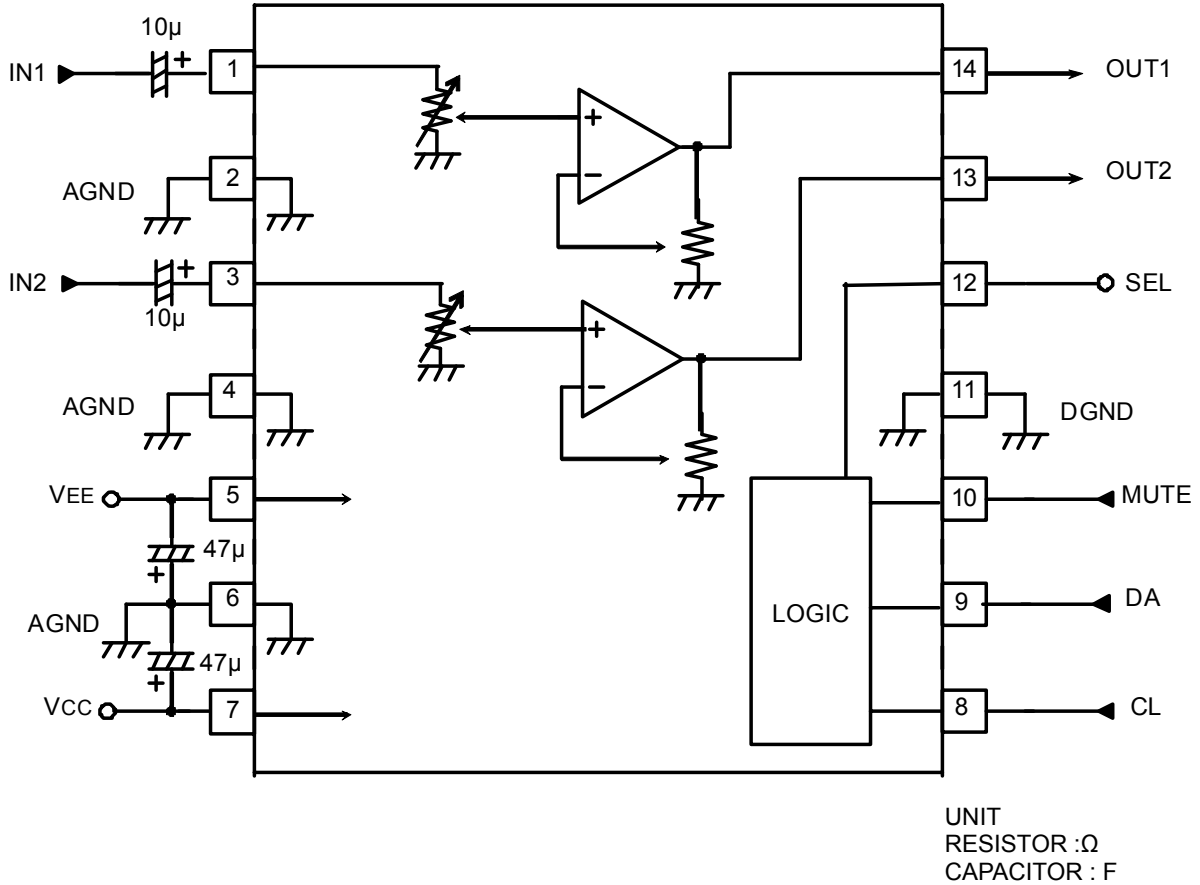 10µ
+
IN1
1
14
OUT1
+
−
AGND
2
13
OUT2
IN2
+
3
10µ
12
SEL
+
−
AGND
4
11
DGND
VEE
5
10
MUTE
47µ
+
AGND
6
LOGIC
9
DA
47µ
+
VCC
7
8
CL
UNIT
RESISTOR :Ω
CAPACITOR : F